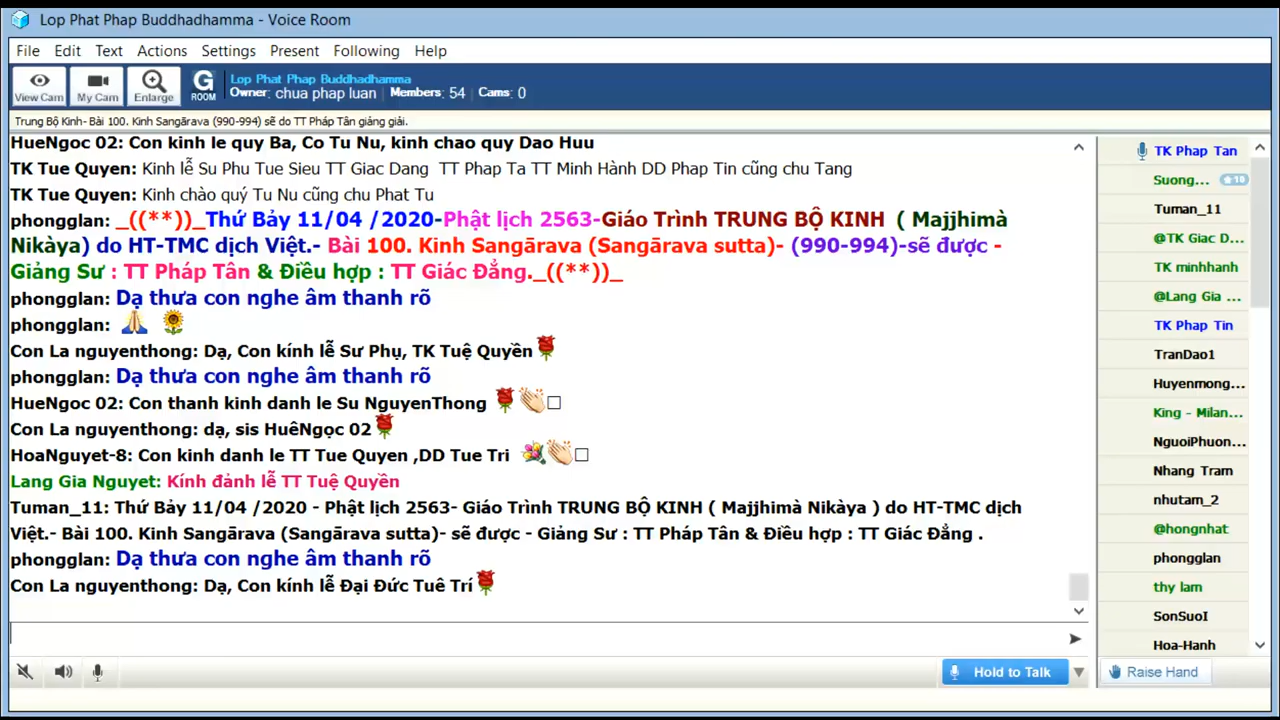 Lop Phat Phap Buddhadhamma - Voice Room
File Edit Text Actions Settings Present Following Help
View Cam My Cam Enlarge G ROOM
Lop Phat Phap Buddhadhamma
Owner: chua phap luan Members: 54 Cams: 0
Trung Bộ Kinh- Bài 100. Kinh Sangārava (990-994) sẽ do TT Pháp Tân giảng giải.
HueNgoc 02: Con kinh le quy Ba, Co Tu Nu, kinh chao quy Dao Huu
TK Tue Quyen: Kinh lễ Su Phu Tue Sieu TT Giac Dang TT Phap Ta TT Minh Hành DD Phap Tin cũng chu Tang
TK Tue Quyen: Kinh chào quý Tu Nu cũng chu Phat Tu
phongglan: _((**))_Thứ Bảy 11/04 /2020-Phật lịch 2563-Giáo Trình TRUNG BỘ KINH ( Majjhimà
Nikàya) do HT-TMC dịch Việt.- Bài 100. Kinh Sangārava (Sangārava sutta)- (990-994)-sẽ được -
Giảng Sư : TT Pháp Tân & Điều hợp : TT Giác Đẳng._((**))_
phongglan: Dạ thưa con nghe âm thanh rõ
phongglan:
Con La nguyenthong: Dạ, Con kính lễ Sư Phụ, TK Tuệ Quyền
phongglan: Dạ thưa con nghe âm thanh rõ
HueNgoc 02: Con thanh kinh danh le Su NguyenThong
Con La nguyenthong: dạ, sis HuêNgọc 02
HoaNguyet-8: Con kinh danh le TT Tue Quyen ,DD Tue Tri
Lang Gia Nguyet: Kính đảnh lễ TT Tuệ Quyền
Tuman_11: Thứ Bảy 11/04 /2020 - Phật lịch 2563- Giáo Trình TRUNG BỘ KINH ( Majjhimà Nikàya ) do HT-TMC dịch
Việt.- Bài 100. Kinh Sangārava (Sangārava sutta)- sẽ được - Giảng Sư : TT Pháp Tân & Điều hợp : TT Giác Đẳng .
phongglan: Dạ thưa con nghe âm thanh rõ
Con La nguyenthong: Dạ, Con kính lễ Đại Đức Tuê Trí
Hold to Talk
TK Phap Tan
Suong... 10
Tuman_11
@TK Giac D...
TK minhhanh
@Lang Gia ...
TK Phap Tin
TranDao1
Huyenmong...
King - Milan...
NguoiPhuon...
Nhang Tram
nhutam_2
@hongnhat
phongglan
thy lam
SonSuoI
Hoa-Hanh
Raise Hand